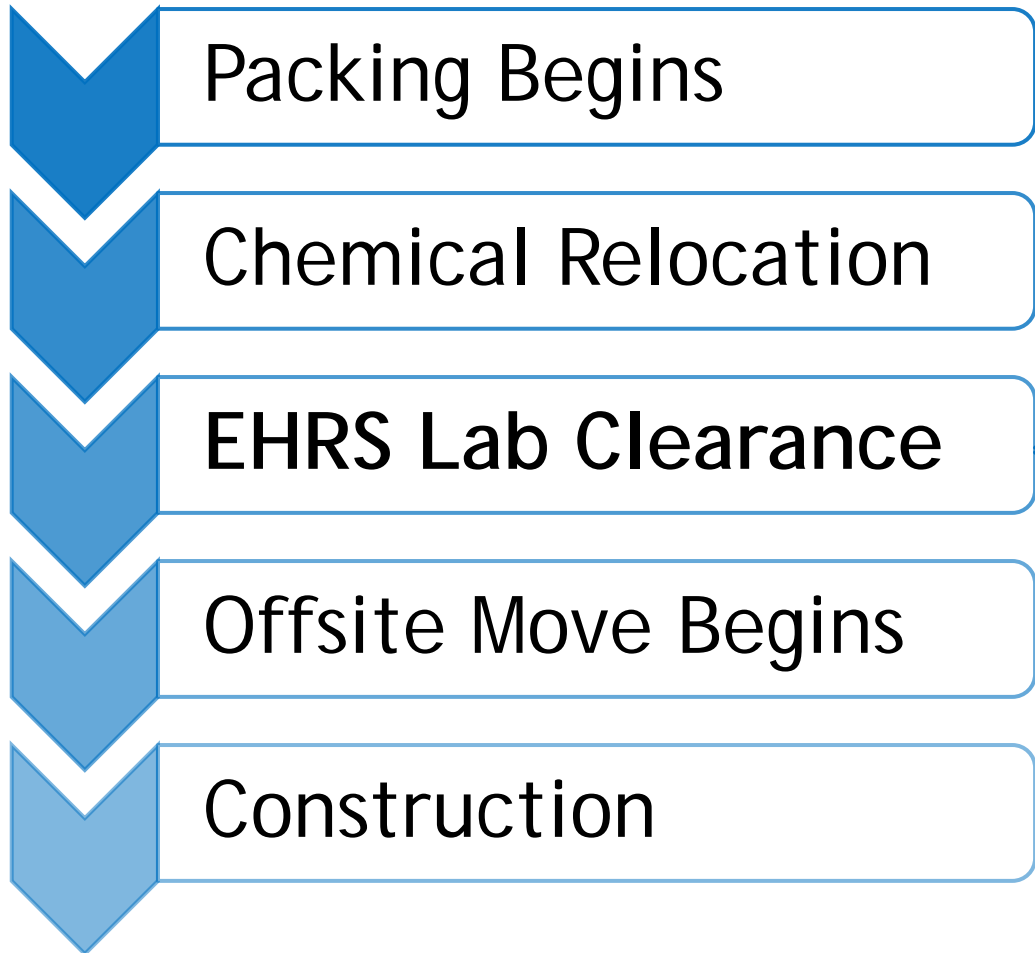 Packing Begins
Chemical Relocation
EHRS Lab Clearance
Offsite Move Begins
Construction